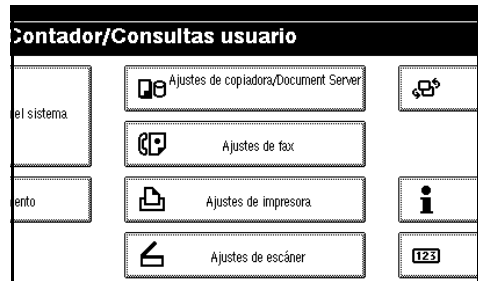 Contador/Consultas usuario
Ajustes de copiadora/Document Server
el sistema
Ajustes de fax
ento
Ajustes de impresora
i
Ajustes de escáner
123